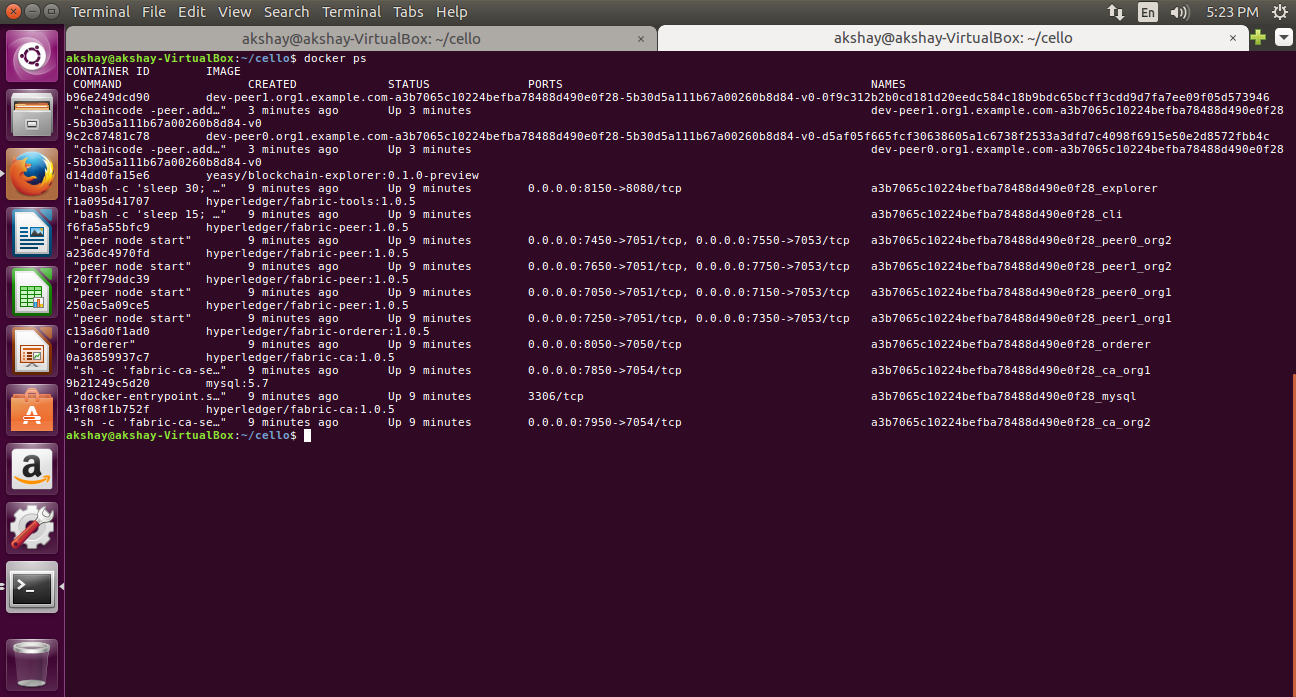 Terminal File Edit View Search Terminal Tabs Help
En 5:23 PM
akshay@akshay-VirtualBox: ~/cello × akshay@akshay-VirtualBox: ~/cello ×
akshay@akshay-VirtualBox:~/cello$ docker ps
CONTAINER ID IMAGE
COMMAND CREATED STATUS PORTS NAMES
b96e249dcd90 dev-peer1.org1.example.com-a3b7065c10224befba78488d490e0f28-5b30d5a111b67a00260b8d84-v0-0f9c312b2b0cd181d20eedc584c18b9bdc65bcff3cdd9d7fa7ee09f05d573946
"chaincode -peer.add…" 3 minutes ago Up 3 minutes dev-peer1.org1.example.com-a3b7065c10224befba78488d490e0f28
-5b30d5a111b67a00260b8d84-v0
9c2c87481c78 dev-peer0.org1.example.com-a3b7065c10224befba78488d490e0f28-5b30d5a111b67a00260b8d84-v0-d5af05f665fcf30638605a1c6738f2533a3dfd7c4098f6915e50e2d8572fbb4c
"chaincode -peer.add…" 3 minutes ago Up 3 minutes dev-peer0.org1.example.com-a3b7065c10224befba78488d490e0f28
-5b30d5a111b67a00260b8d84-v0
d14dd0fa15e6 yeasy/blockchain-explorer:0.1.0-preview
"bash -c 'sleep 30; …" 9 minutes ago Up 9 minutes 0.0.0.0:8150->8080/tcp a3b7065c10224befba78488d490e0f28_explorer
f1a095d41707 hyperledger/fabric-tools:1.0.5
"bash -c 'sleep 15; …" 9 minutes ago Up 9 minutes a3b7065c10224befba78488d490e0f28_cli
f6fa5a55bfc9 hyperledger/fabric-peer:1.0.5
"peer node start" 9 minutes ago Up 9 minutes 0.0.0.0:7450->7051/tcp, 0.0.0.0:7550->7053/tcp a3b7065c10224befba78488d490e0f28_peer0_org2
a236dc4970fd hyperledger/fabric-peer:1.0.5
"peer node start" 9 minutes ago Up 9 minutes 0.0.0.0:7650->7051/tcp, 0.0.0.0:7750->7053/tcp a3b7065c10224befba78488d490e0f28_peer1_org2
f20ff79ddc39 hyperledger/fabric-peer:1.0.5
"peer node start" 9 minutes ago Up 9 minutes 0.0.0.0:7050->7051/tcp, 0.0.0.0:7150->7053/tcp a3b7065c10224befba78488d490e0f28_peer0_org1
250ac5a09ce5 hyperledger/fabric-peer:1.0.5
"peer node start" 9 minutes ago Up 9 minutes 0.0.0.0:7250->7051/tcp, 0.0.0.0:7350->7053/tcp a3b7065c10224befba78488d490e0f28_peer1_org1
c13a6d0f1ad0 hyperledger/fabric-orderer:1.0.5
"orderer" 9 minutes ago Up 9 minutes 0.0.0.0:8050->7050/tcp a3b7065c10224befba78488d490e0f28_orderer
0a36859937c7 hyperledger/fabric-ca:1.0.5
"sh -c 'fabric-ca-se…" 9 minutes ago Up 9 minutes 0.0.0.0:7850->7054/tcp a3b7065c10224befba78488d490e0f28_ca_org1
9b21249c5d20 mysql:5.7
"docker-entrypoint.s…" 9 minutes ago Up 9 minutes 3306/tcp a3b7065c10224befba78488d490e0f28_mysql
43f08f1b752f hyperledger/fabric-ca:1.0.5
"sh -c 'fabric-ca-se…" 9 minutes ago Up 9 minutes 0.0.0.0:7950->7054/tcp a3b7065c10224befba78488d490e0f28_ca_org2
akshay@akshay-VirtualBox:~/cello$